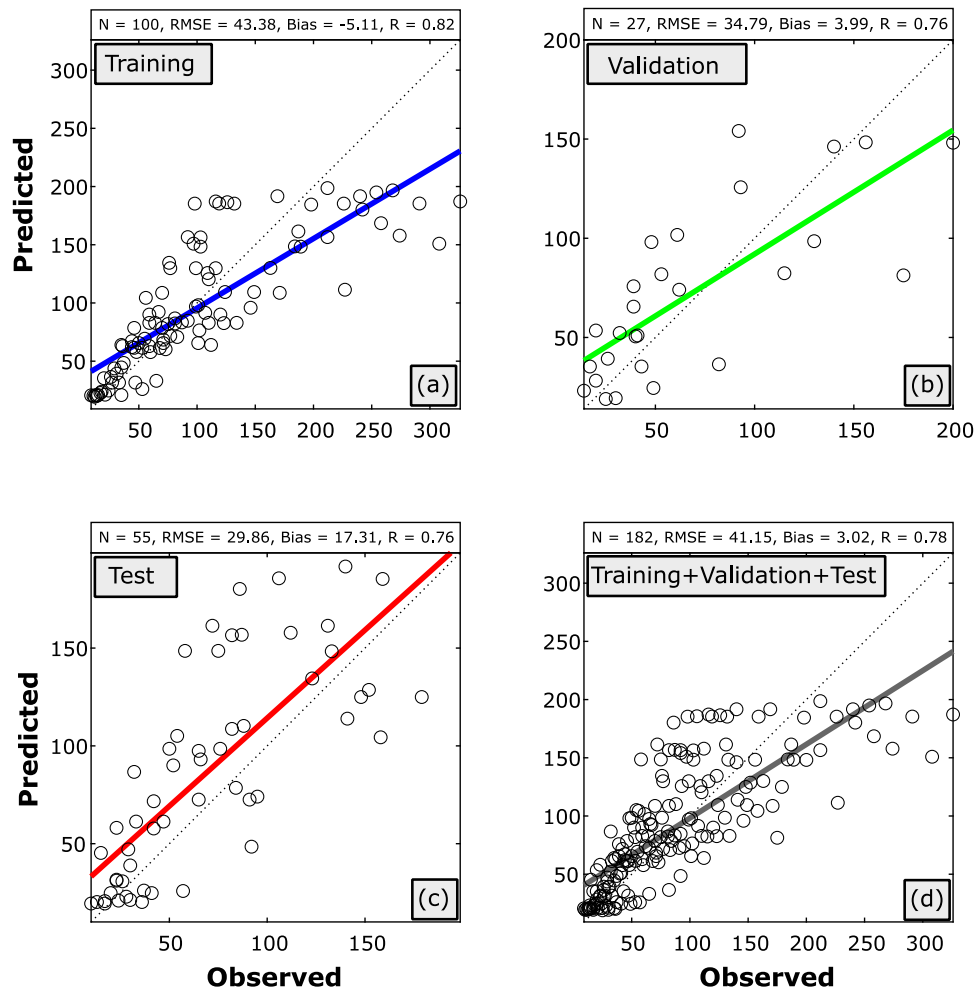 N = 100, RMSE = 43.38, Bias = -5.11, R = 0.82
Training
300
250
200
150
100
50
50 100 150 200 250 300
Predicted
(a)
N = 27, RMSE = 34.79, Bias = 3.99, R = 0.76
Validation
200
150
100
50
50 100 150 200
(b)
N = 55, RMSE = 29.86, Bias = 17.31, R = 0.76
Test
150
100
50
50 100 150
Predicted
Observed
(c)
N = 182, RMSE = 41.15, Bias = 3.02, R = 0.78
Training+Validation+Test
300
250
200
150
100
50
50 100 150 200 250 300
Observed
(d)